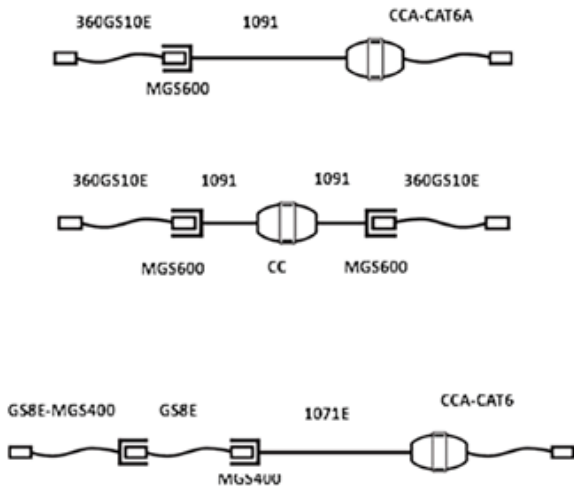 360GS10E 1091 CCA-CAT6A
MGS600
360GS10E 1091 1091 360GS10E
MGS600 CC MGS600
GS8E-MGS400 GS8E 1071E CCA-CAT6
MGS400